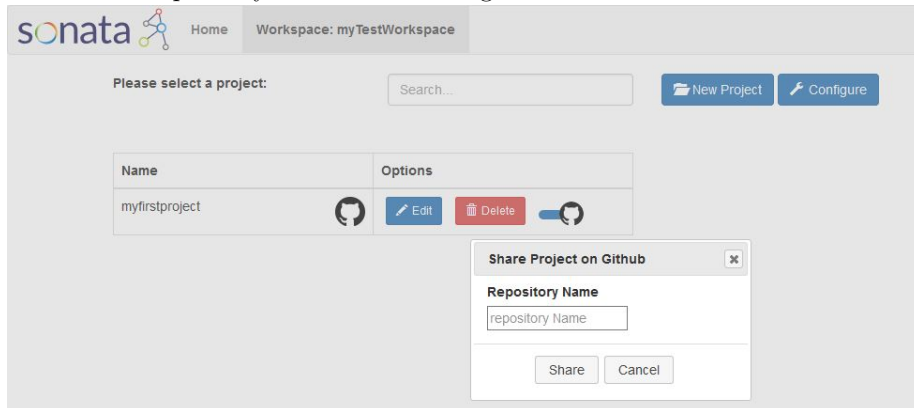 sonata Home Workspace: myTestWorkspace
Please select a project: Search... New Project Configure
Name Options
myfirstproject Edit Delete
Share Project on Github
Repository Name
repository Name
Share Cancel